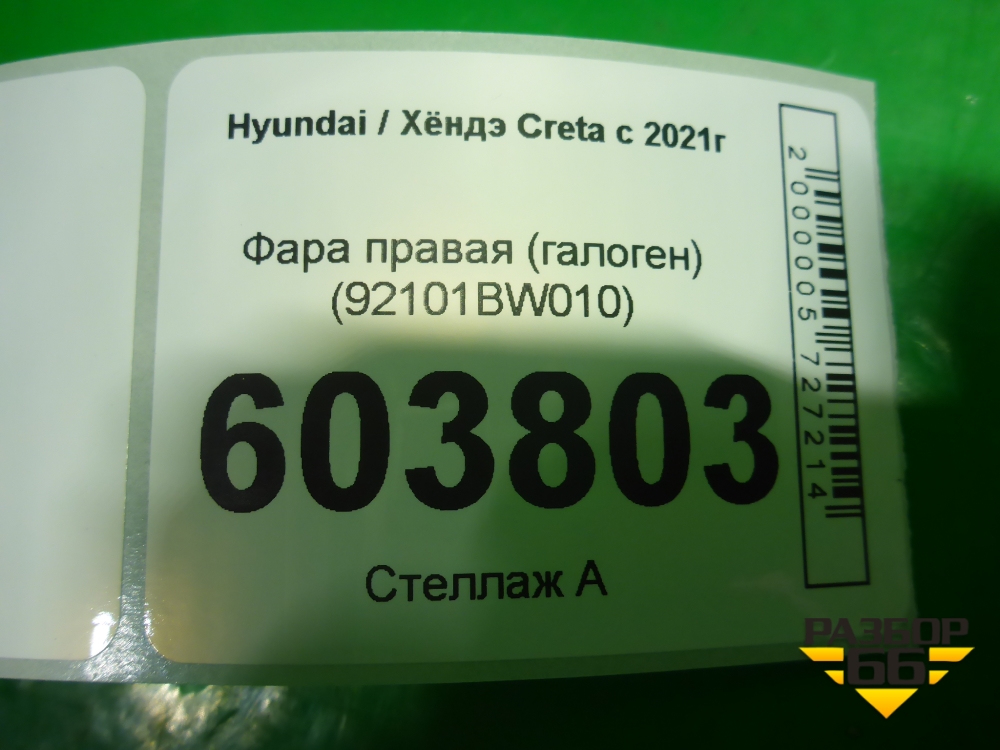 Hyundai / Хёндэ Creta с 2021г
Фара правая (галоген)
(92101BW010)
603803
Стеллаж А
2000005727214
РАЗБОР
66